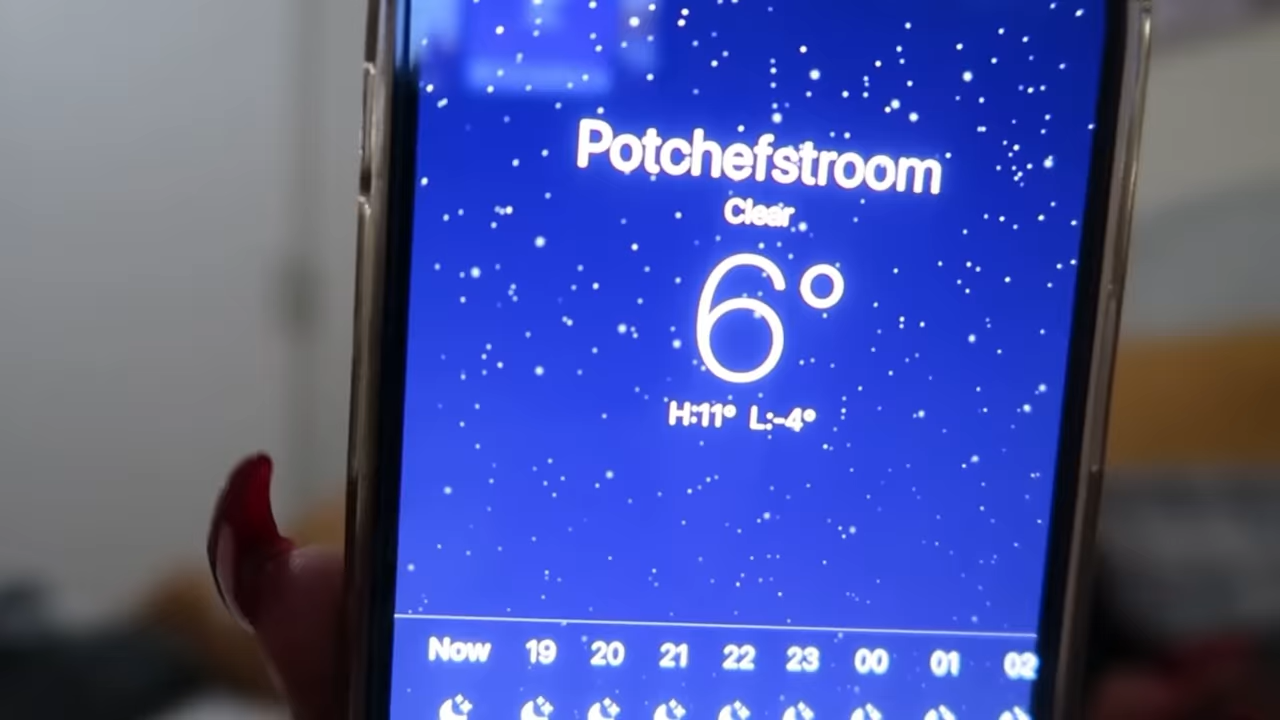 Potchefstroom
Clear
6°
H:11° L:-4°
Now 19 20 21 22 23 00 01 02